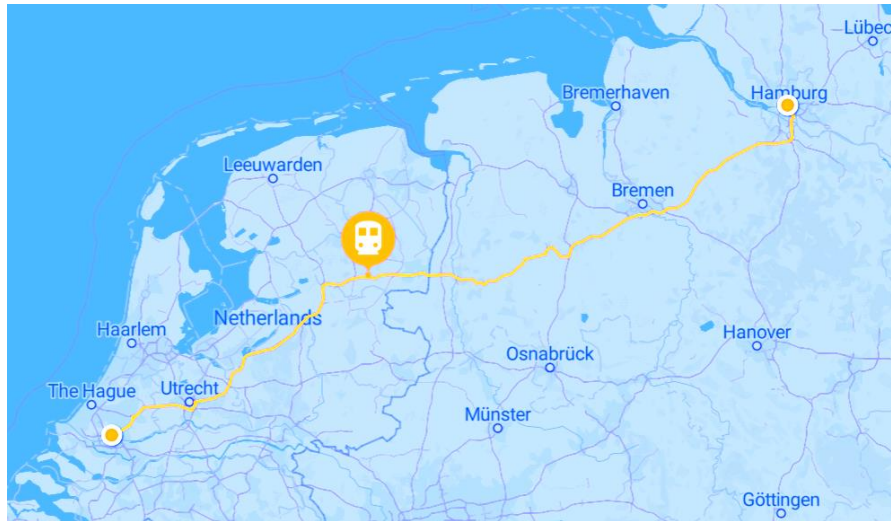 Lübec
Bremerhaven
Hamburg
Leeuwarden
Bremen
Netherlands
Haarlem
Hanover
Osnabrück
The Hague
Utrecht
Münster
Göttingen